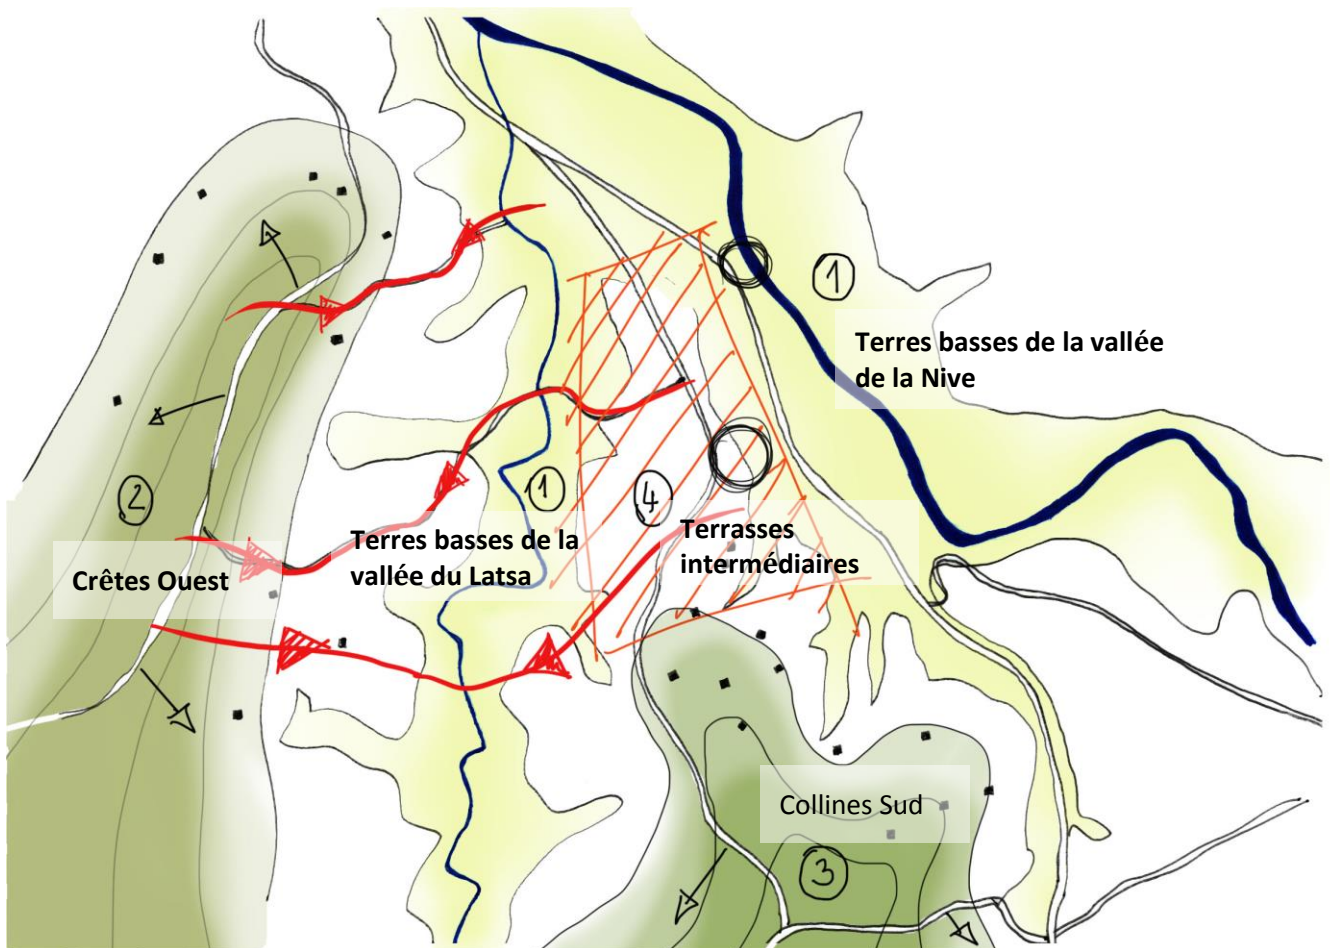 1
Terres basses de la vallée
de la Nive
2
1
4
Terres basses de la
vallée du Latsa
Terrasses
intermédiaires
Crêtes Ouest
Collines Sud
3